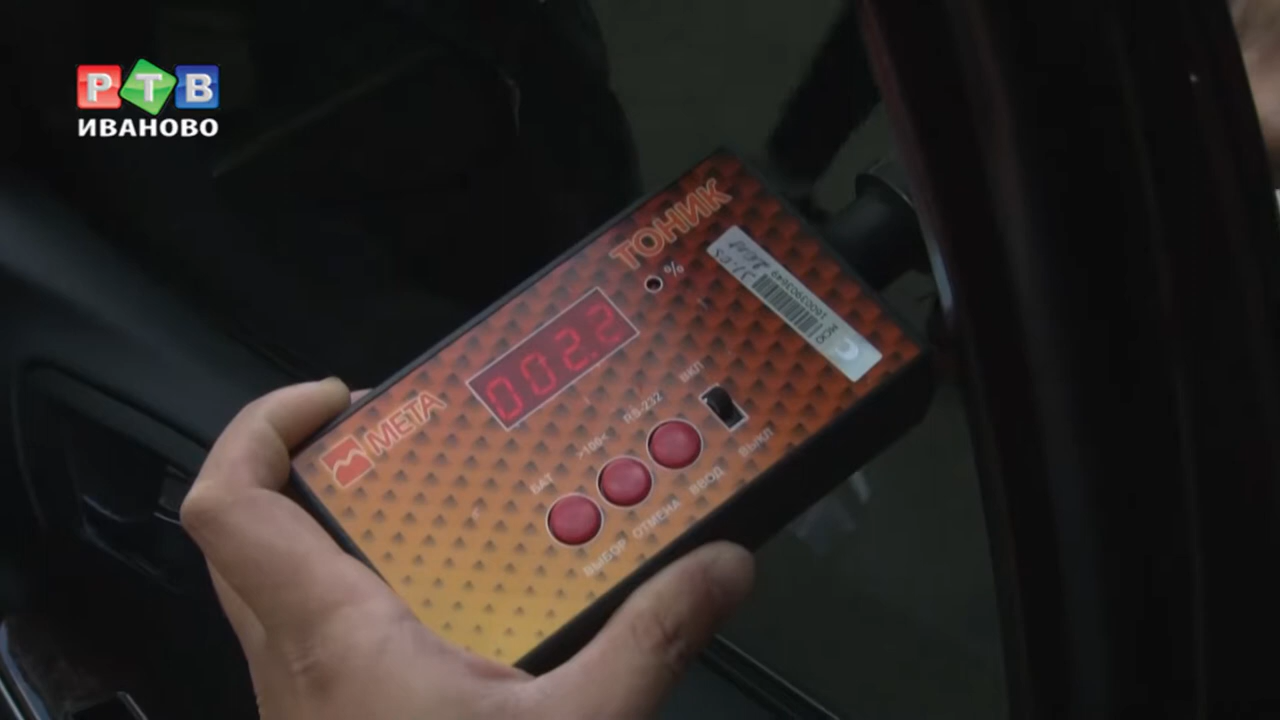 РТВ
ИВАНОВО
ТОНИК
%
002.2
МЕТА
ВКЛ
RS-232
>100<
БАТ
ВЫКЛ
ВВОД
ОТМЕНА
ВЫБОР